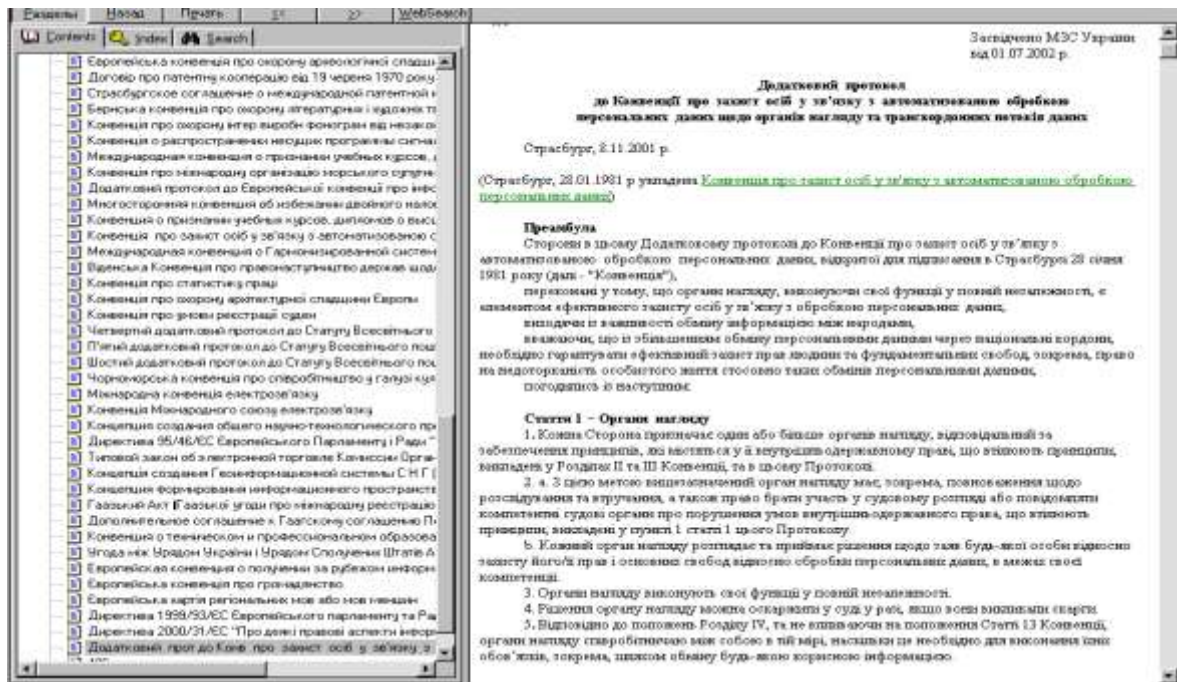 Разделы Назад Печать << >> WebSearch
Contents Index Search
Європейська конвенція про охорону археологічної спадщи
Договір про патентну кооперацію від 19 червня 1970 року
Страсбургское соглашение о международной патентной к
Бернська конвенція про охорону літературних і художніх т
Конвенція про охорону інтер виробн фонограм від незакон
Конвенция о распространении несущих программы сигна
Международная конвенция о признании учебных курсов, д
Конвенція про міжнародну організацію морського супутни
Додатковий протокол до Європейської конвенції про інфо
Многосторонняя конвенция об избежании двойного нало
Конвенция о признании учебных курсов, дипломов о высш
Конвенція про захист осіб у зв'язку з автоматизованою о
Международная конвенция о Гармонизированной систем
Віденська Конвенція про правонаступництво держав щод
Конвенція про статистику праці
Конвенція про охорону архітектурної спадщини Європи
Конвенція про умови реєстрації суден
Четвертий додатковий протокол до Статуту Всесвітнього
П'ятий додатковий протокол до Статуту Всесвітнього пош
Шостий додатковий протокол до Статуту Всесвітнього по
Чорноморська конвенція про співробітництво у галузі кул
Міжнародна конвенція електрозв'язку
Конвенція Міжнародного союзу електрозв'язку
Концепция создания общего научно-технологического пр
Директива 95/46/ЄС Європейського Парламенту і Ради "
Типовой закон об электронной торговле Комиссии Орга
Концепція создания Геоинформационной системы С Н Г (
Концепция формирования информационного пространств
Гаазький Акт Гаазької угоди про міжнародну реєстрацію
Дополнительное соглашение к Гаагскому соглашению П
Конвенция о техническом и профессиональном образова
Угода між Урядом України і Урядом Сполучених Штатів А
Европейская конвенция о получении за рубежом информ
Європейська конвенція про громадянство
Європейська хартія регіональних мов або мов меншин
Директива 1999/93/ЄС Європейського парламенту та Ра
Директива 2000/31/ЄС "Про деякі правові аспекти інфор
Додатковий прот до Конв про захист осіб у зв'язку з
Засвідчено МЗС України
від 01.07.2002 р.
Додатковий протокол
до Конвенції про захист осіб у зв'язку з автоматизованою обробкою
персональних даних щодо органів нагляду та транскордонних потоків даних
Страсбург, 8.11.2001 р.
(Страсбург, 28.01.1981 р укладена Конвенція про захист осіб у зв'язку з автоматизованою обробкою
персональних даних)
Преамбула
Сторони в цьому Додатковому протоколі до Конвенції про захист осіб у зв'язку з
автоматизованою обробкою персональних даних, відкритої для підписання в Страсбурзі 28 січня
1981 року (далі - "Конвенція"),
переконані у тому, що органи нагляду, виконуючи свої функції у повній незалежності, є
елементом ефективного захисту осіб у зв'язку з обробкою персональних даних,
виходячи із важливості обміну інформацією між народами,
вважаючи, що із збільшенням обміну персональними даними через національні кордони,
необхідно гарантувати ефективний захист прав людини та фундаментальних свобод, зокрема, право
на недоторканість особистого життя стосовно таких обмінів персональними даними,
погодились із наступним:
Стаття 1 - Органи нагляду
1. Кожна Сторона призначає один або більше органів нагляду, відповідальний за
забезпечення принципів, які містяться у її внутрішньодержавному праві, що втілюють принципи,
викладені у Розділах II та III Конвенції, та в цьому Протоколі.
2. a. З цією метою вищезазначений орган нагляду має, зокрема, повноваження щодо
розслідування та втручання, а також право брати участь у судовому розгляді або повідомляти
компетентні судові органи про порушення умов внутрішньодержавного права, що втілюють
принципи, викладені у пункті 1 статті 1 цього Протоколу.
b. Кожний орган нагляду розглядає та приймає рішення щодо заяв будь-якої особи відносно
захисту його/її прав і основних свобод відносно обробки персональних даних, в межах своєї
компетенції.
3. Органи нагляду виконують свої функції у повній незалежності.
4. Рішення органу нагляду можна оскаржити у суді у разі, якщо вони викликали скарги.
5. Відповідно до положень Розділу IV, та не впливаючи на положення Статті 13 Конвенції,
органи нагляду співробітничають між собою в тій мірі, наскільки це необхідно для виконання їхніх
обов'язків, зокрема, шляхом обміну будь-якою корисною інформацією.